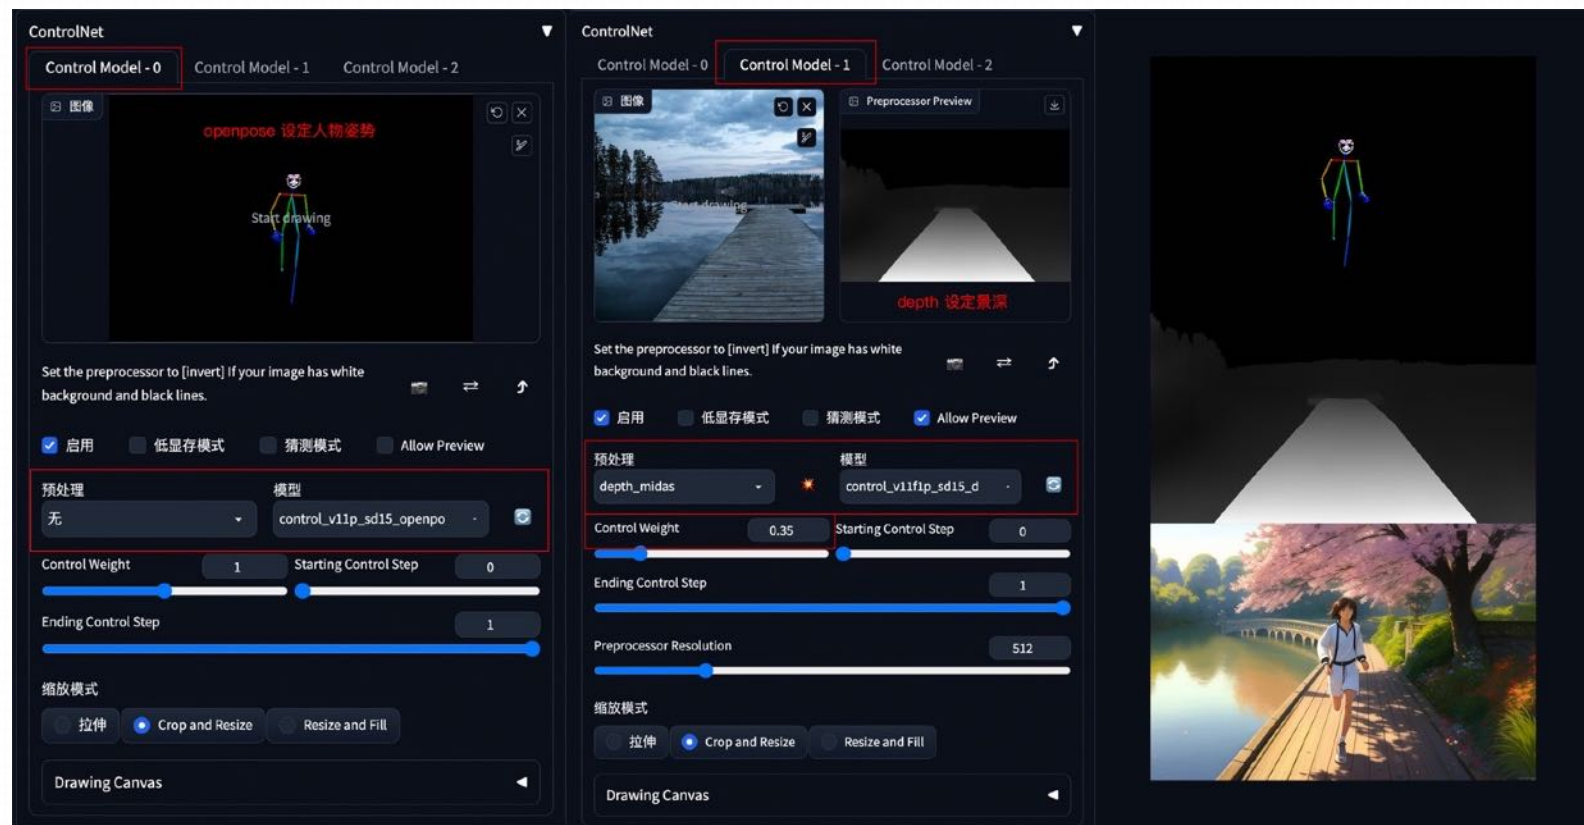 ControlNet
Control Model - 0
Control Model - 1
Control Model - 2
图像
openpose 设定人物姿势
Start drawing
Set the preprocessor to [invert] If your image has white
background and black lines.
启用
低显存模式
猜测模式
Allow Preview
预处理
模型
无
control_v11p_sd15_openpo
Control Weight
1
Starting Control Step
0
Ending Control Step
1
缩放模式
拉伸
Crop and Resize
Resize and Fill
Drawing Canvas
ControlNet
Control Model - 0
Control Model - 1
Control Model - 2
图像
Start drawing
Preprocessor Preview
depth 设定景深
Set the preprocessor to [invert] If your image has white
background and black lines.
启用
低显存模式
猜测模式
Allow Preview
预处理
模型
depth_midas
control_v11f1p_sd15_d
Control Weight
0.35
Starting Control Step
0
Ending Control Step
1
Preprocessor Resolution
512
缩放模式
拉伸
Crop and Resize
Resize and Fill
Drawing Canvas